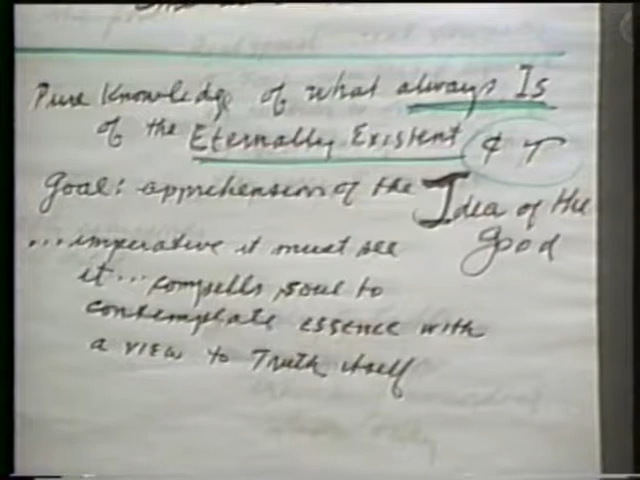 Pure Knowledge of what always Is
of the Eternally Existent & T
Goal: apprehension of the Idea of the
Good
...imperative it must see
it... compells soul to
contemplate essence with
a view to Truth itself